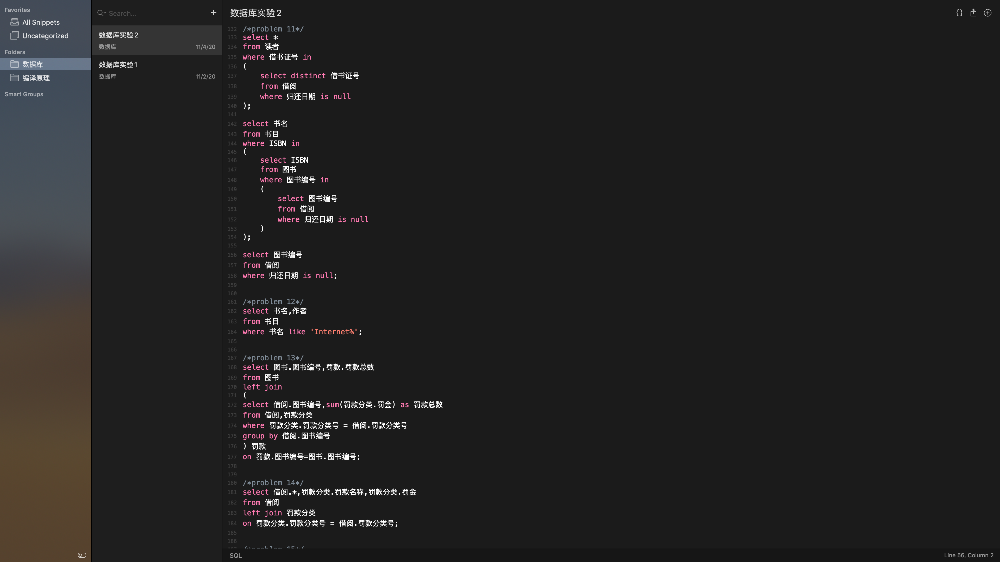 Favorites
All Snippets
Uncategorized
Folders
数据库
编译原理
Smart Groups
Search...
数据库实验2
数据库 11/4/20
数据库实验1
数据库 11/2/20
数据库实验2
132 /*problem 11*/
133 select *
134 from 读者
135 where 借书证号 in
136 (
137 select distinct 借书证号
138 from 借阅
139 where 归还日期 is null
140 );
141
142 select 书名
143 from 书目
144 where ISBN in
145 (
146 select ISBN
147 from 图书
148 where 图书编号 in
149 (
150 select 图书编号
151 from 借阅
152 where 归还日期 is null
153 )
154 );
155
156 select 图书编号
157 from 借阅
158 where 归还日期 is null;
159
160
161 /*problem 12*/
162 select 书名,作者
163 from 书目
164 where 书名 like 'Internet%';
165
166
167 /*problem 13*/
168 select 图书.图书编号,罚款.罚款总数
169 from 图书
170 left join
171 (
172 select 借阅.图书编号,sum(罚款分类.罚金) as 罚款总数
173 from 借阅,罚款分类
174 where 罚款分类.罚款分类号 = 借阅.罚款分类号
175 group by 借阅.图书编号
176 ) 罚款
177 on 罚款.图书编号=图书.图书编号;
178
179
180 /*problem 14*/
181 select 借阅.*,罚款分类.罚款名称,罚款分类.罚金
182 from 借阅
183 left join 罚款分类
184 on 罚款分类.罚款分类号 = 借阅.罚款分类号;
185
186
SQL
Line 56, Column 2